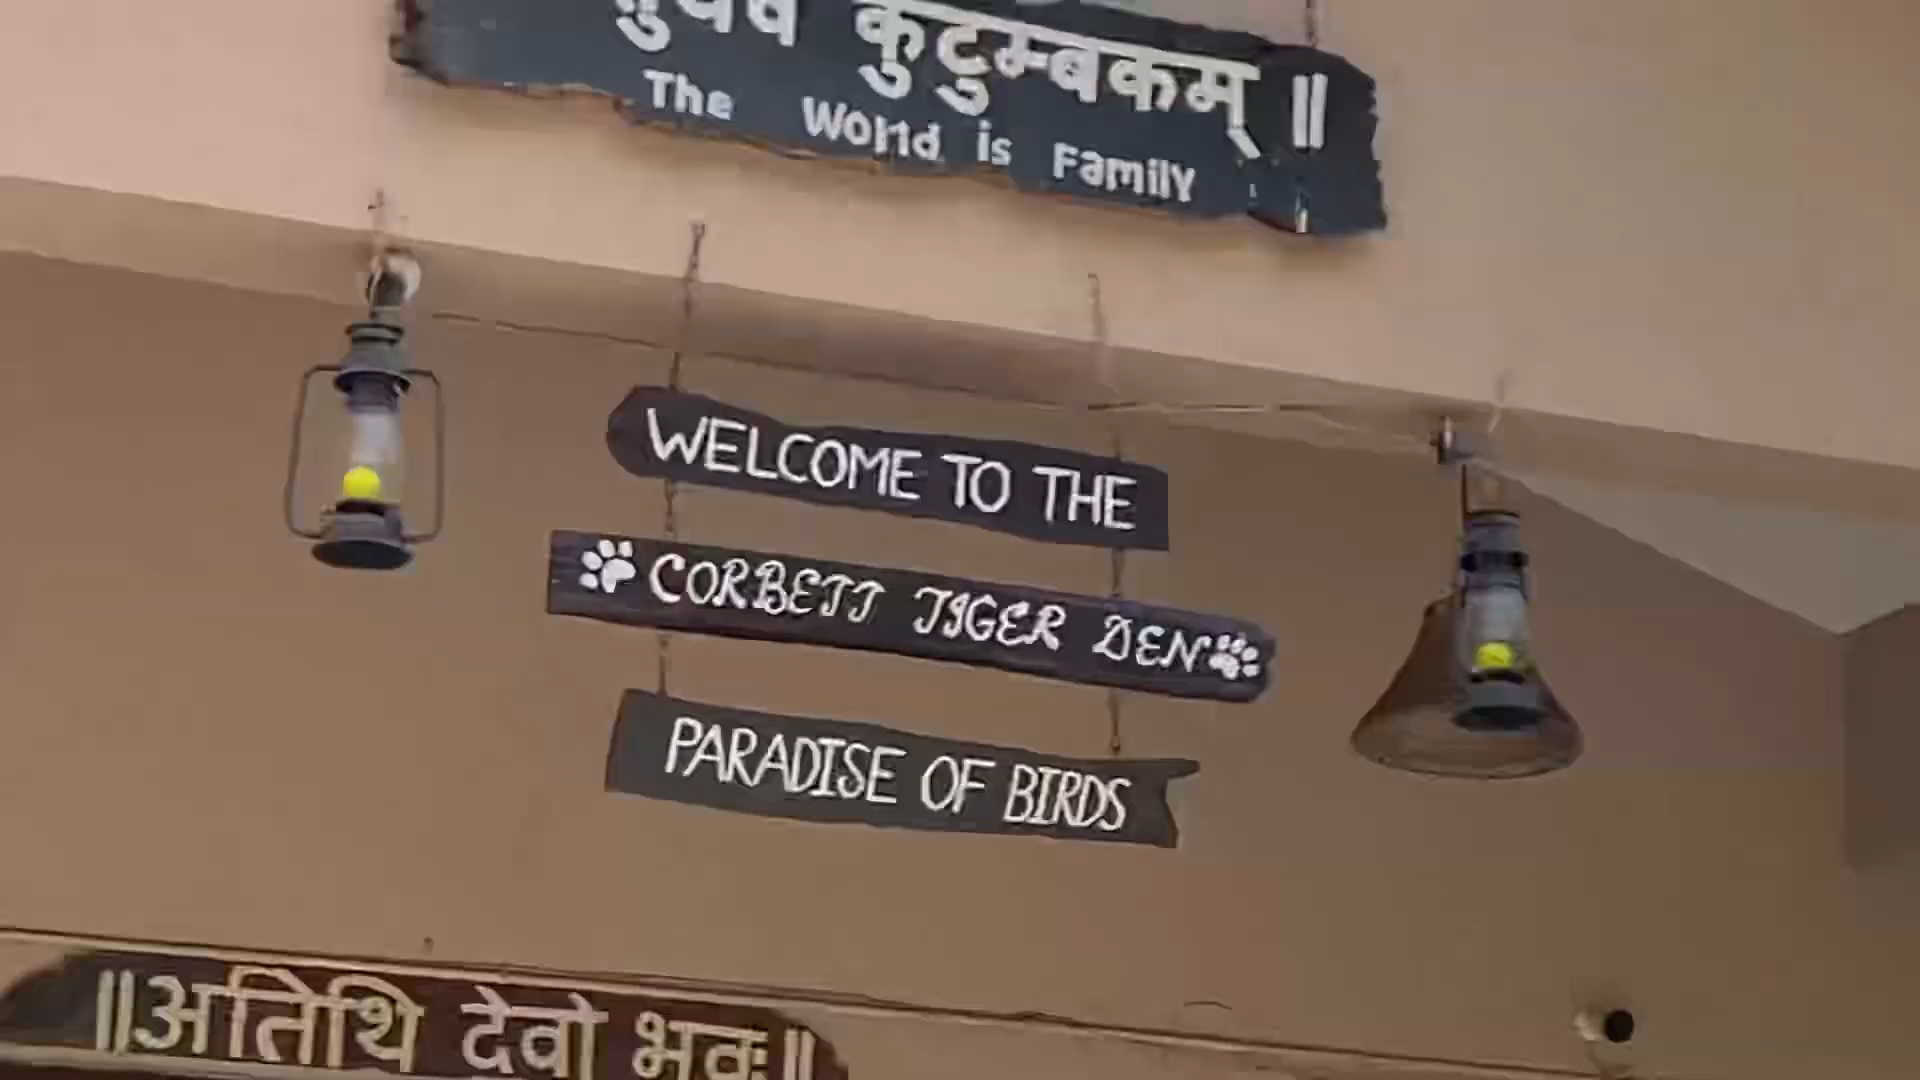 कुटुम्बकम् ॥
The World is Family
WELCOME TO THE
CORBETT TIGER DEN
PARADISE OF BIRDS
॥अतिथि देवो भवः॥